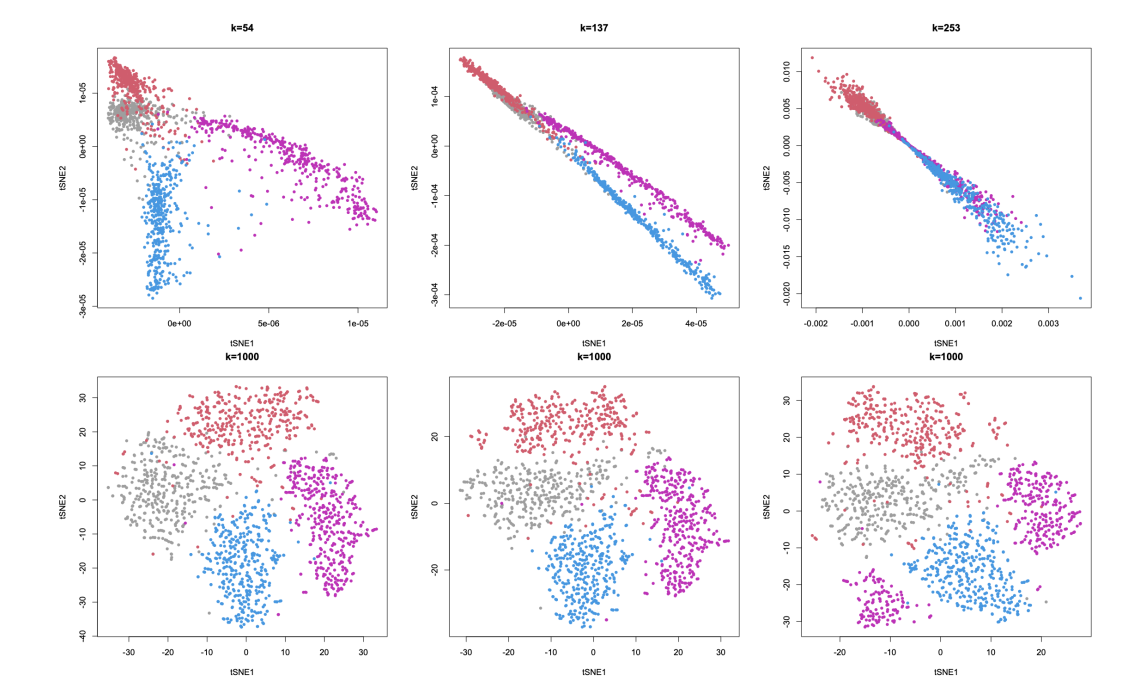 k=54
k=137
k=253
tSNE2
1e-05
0e+00
-1e-05
-2e-05
-3e-05
0e+00
5e-06
1e-05
tSNE1
tSNE2
1e-04
0e+00
-1e-04
-2e-04
-3e-04
-2e-05
0e+00
2e-05
4e-05
tSNE1
tSNE2
0.010
0.005
0.000
-0.005
-0.010
-0.015
-0.020
-0.002
-0.001
0.000
0.001
0.002
0.003
tSNE1
k=1000
k=1000
k=1000
tSNE2
30
20
10
0
-10
-20
-30
-40
-30
-20
-10
0
10
20
30
tSNE1
tSNE2
20
0
-20
-30
-20
-10
0
10
20
30
tSNE1
tSNE2
30
20
10
0
-10
-20
-30
-20
-10
0
10
20
tSNE1